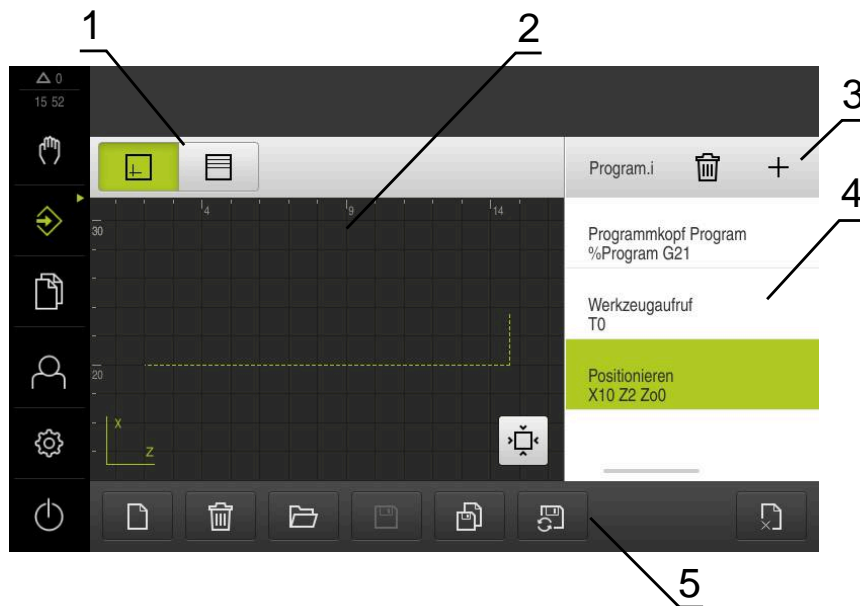 1
2
3
4
5
0
15 52
Program.i
4
9
14
30
20
X
Z
Programmkopf Program
%Program G21
Werkzeugaufruf
T0
Positionieren
X10 Z2 Zo0